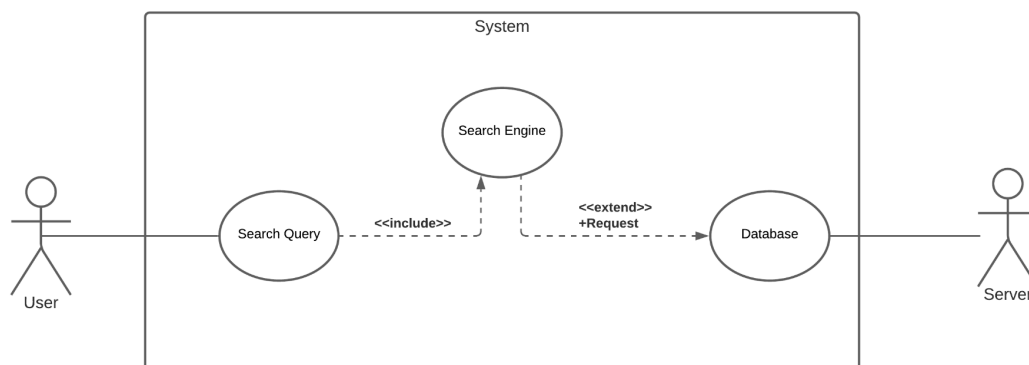 System
Search Engine
<<extend>>
+Request
<<include>>
Search Query
Database
User
Server